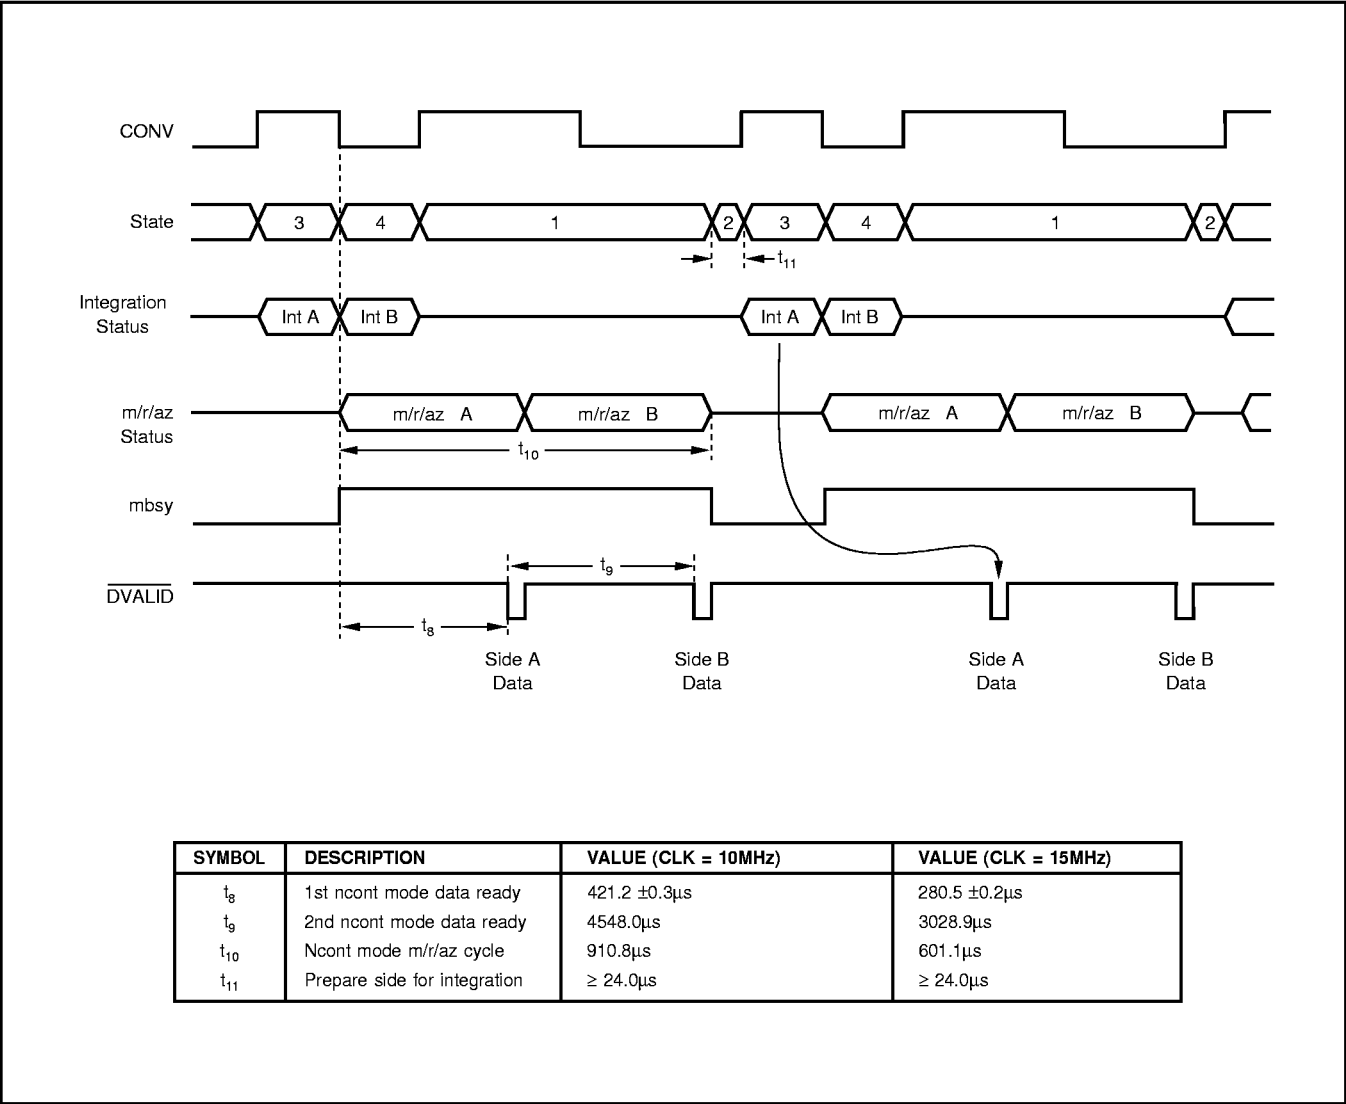 CONV
State 3 4 1 2 3 4 1 2
t11
Integration
Status
Int A Int B Int A Int B
m/r/az
Status
m/r/az A m/r/az B m/r/az A m/r/az B
t10
mbsy
t9
DVALID
t8
Side A
Data
Side B
Data
Side A
Data
Side B
Data
SYMBOL DESCRIPTION VALUE (CLK = 10MHz) VALUE (CLK = 15MHz)
t8 1st ncont mode data ready 421.2 ±0.3μs 280.5 ±0.2μs
t9 2nd ncont mode data ready 4548.0μs 3028.9μs
t10 Ncont mode m/r/az cycle 910.8μs 601.1μs
t11 Prepare side for integration ≥ 24.0μs ≥ 24.0μs